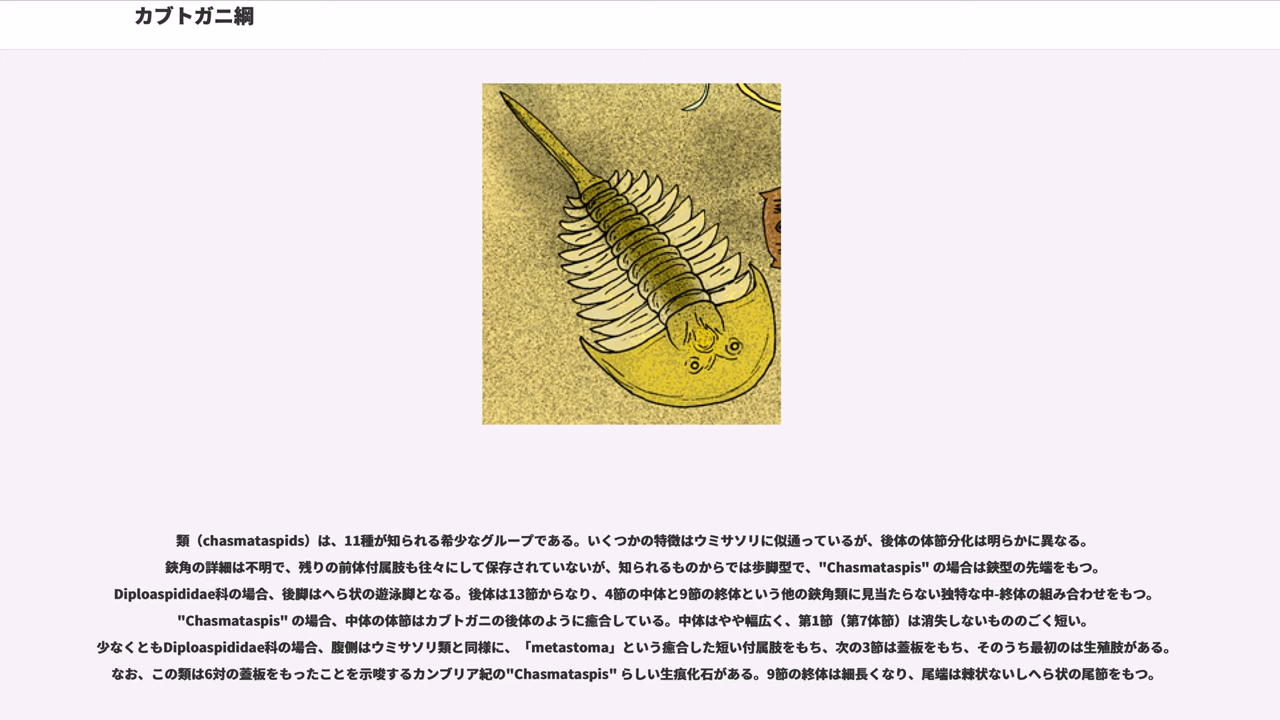 カブトガニ綱
類（chasmataspids）は、11種が知られる希少なグループである。いくつかの特徴はウミサソリに似通っているが、後体の体節分化は明らかに異なる。
鋏角の詳細は不明で、残りの前体付属肢も往々にして保存されていないが、知られるものからでは歩脚型で、"Chasmataspis" の場合は鋏型の先端をもつ。
Diploaspididae科の場合、後脚はへら状の遊泳脚となる。後体は13節からなり、4節の中体と9節の終体という他の鋏角類に見当たらない独特な中-終体の組み合わせをもつ。
"Chasmataspis" の場合、中体の体節はカブトガニの後体のように癒合している。中体はやや幅広く、第1節（第7体節）は消失しないもののごく短い。
少なくともDiploaspididae科の場合、腹側はウミサソリ類と同様に、「metastoma」という癒合した短い付属肢をもち、次の3節は蓋板をもち、そのうち最初のは生殖肢がある。
なお、この類は6対の蓋板をもったことを示唆するカンブリア紀の"Chasmataspis" らしい生痕化石がある。9節の終体は細長くなり、尾端は棘状ないしへら状の尾節をもつ。